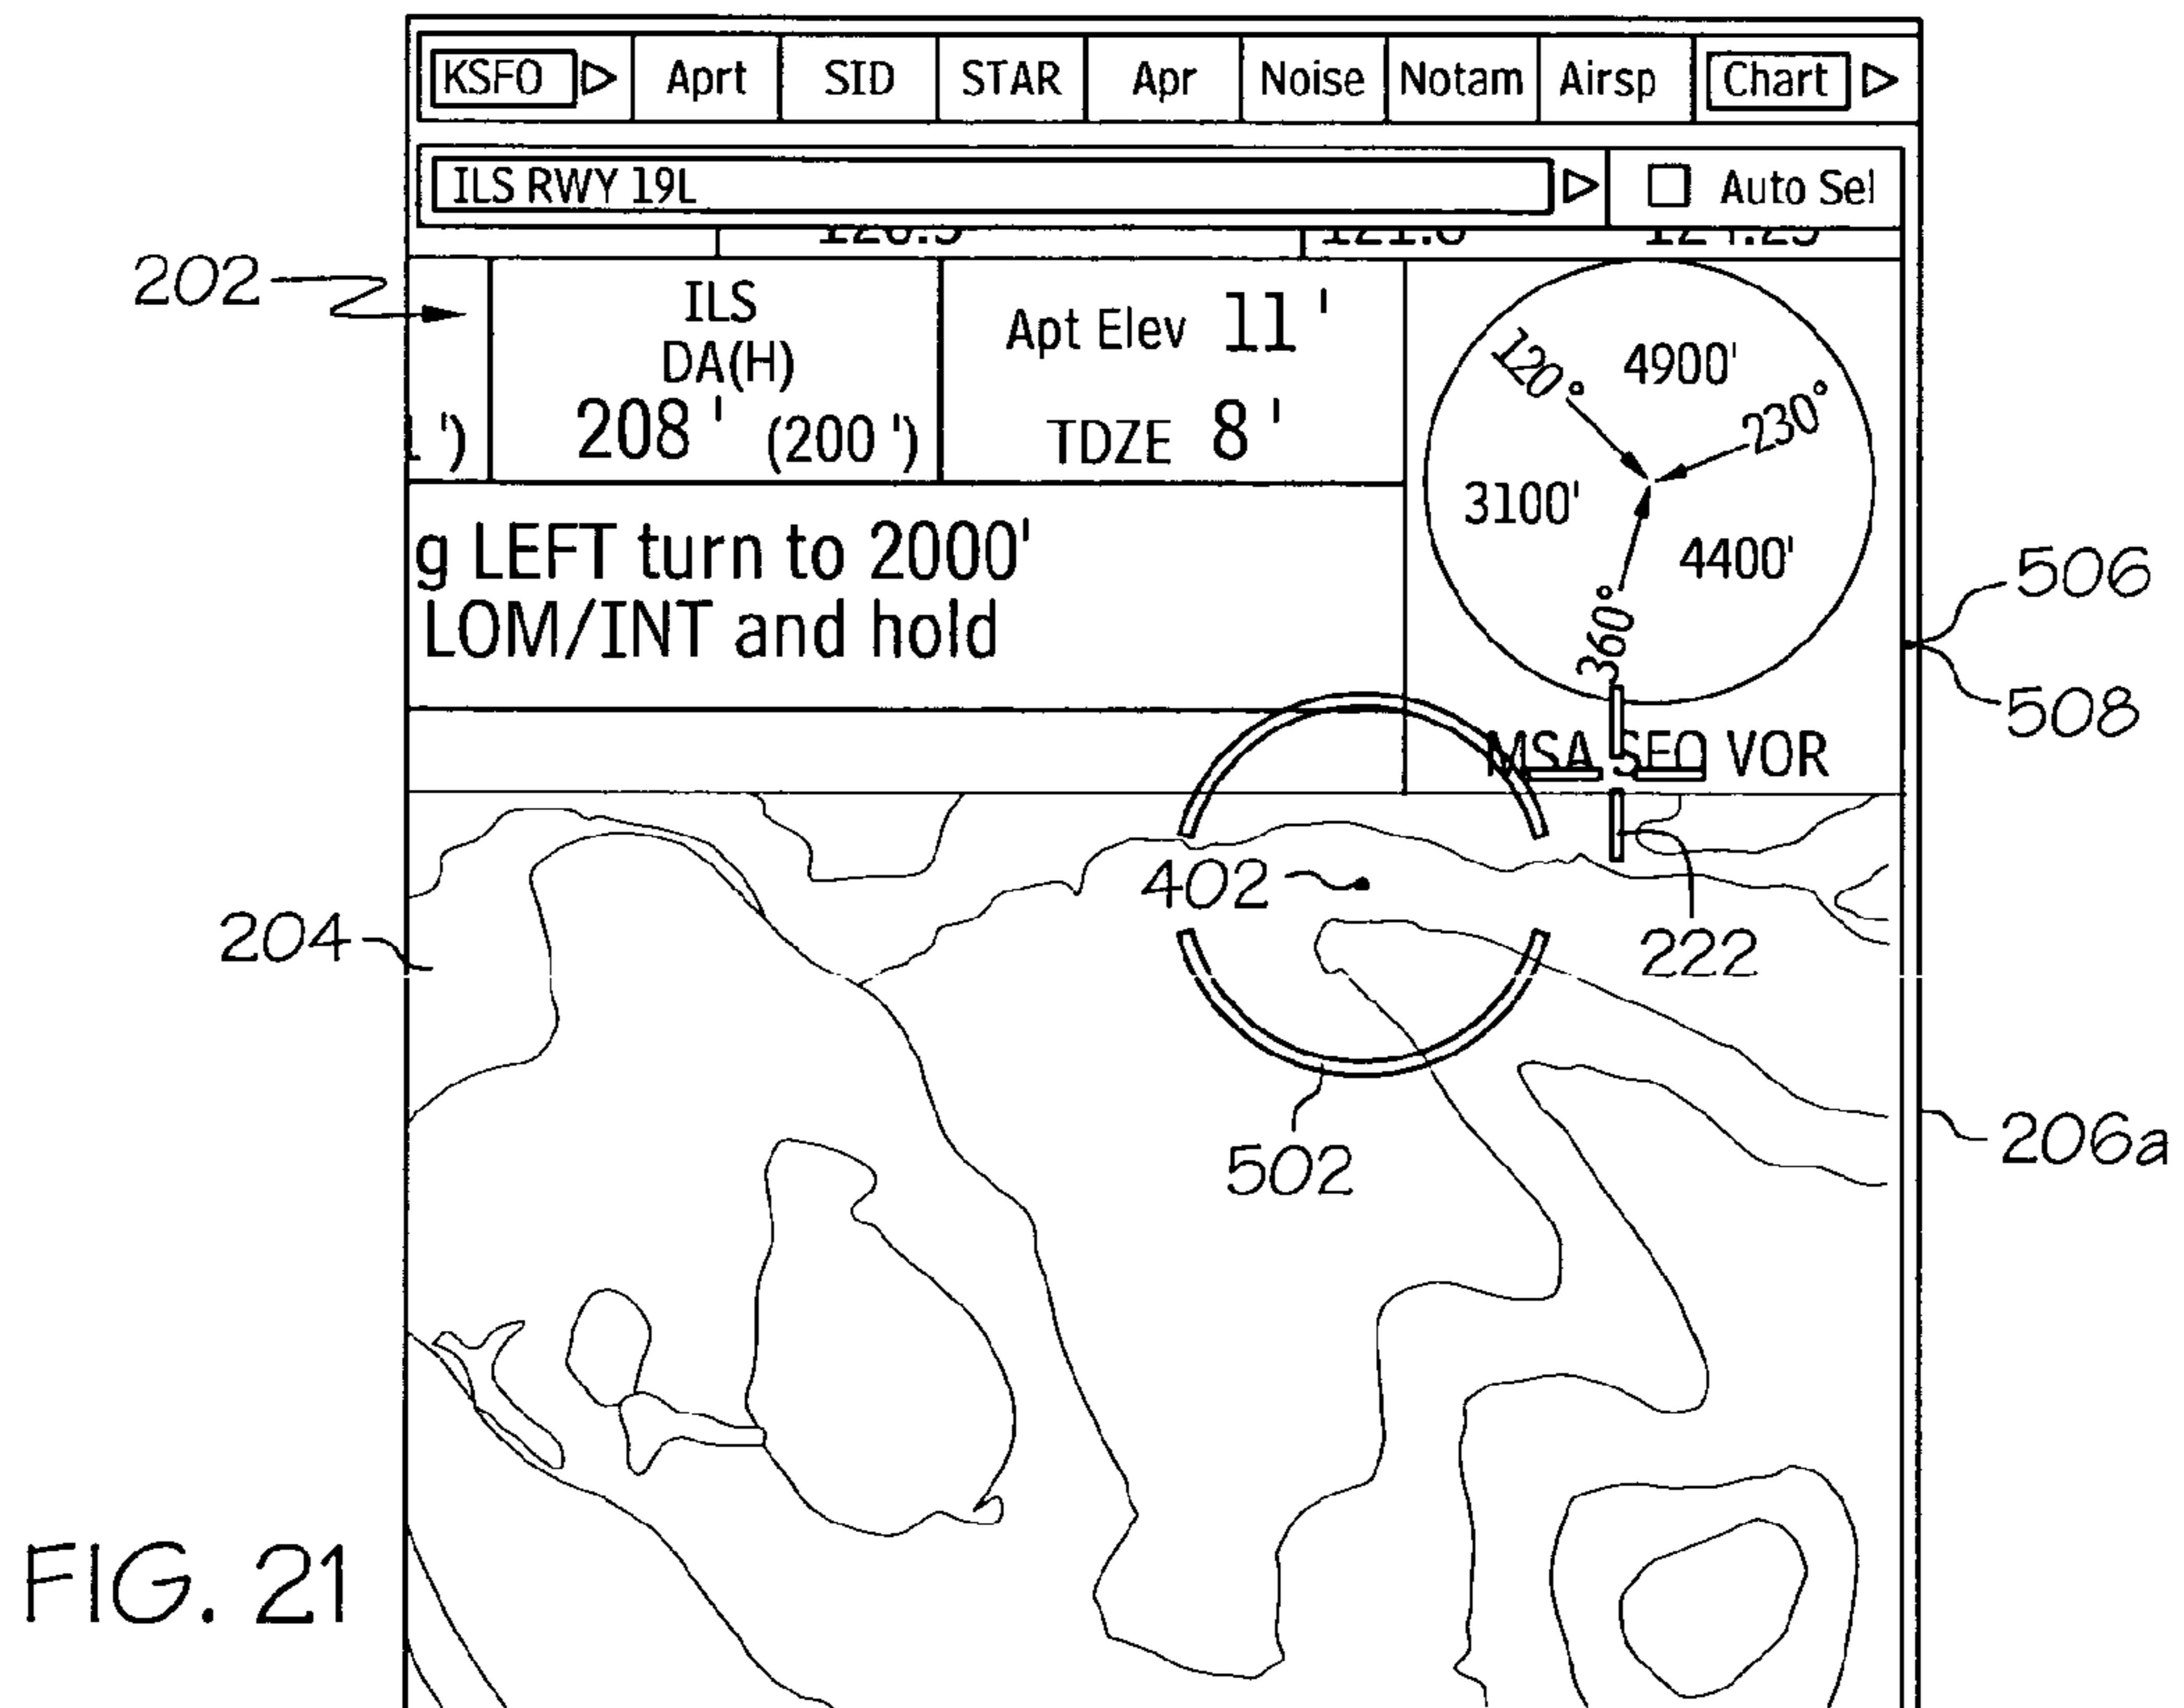 KSFO Aprt SID STAR Apr Noise Notam Airsp Chart
ILS RWY 19L Auto Sel
202
ILS
DA(H)
208' (200')
Apt Elev 11'
TDZE 8'
120°
4900'
230°
3100'
4400'
360°
g LEFT turn to 2000'
LOM/INT and hold
MSA SFO VOR
506
508
402
222
204
502
206a
FIG. 21